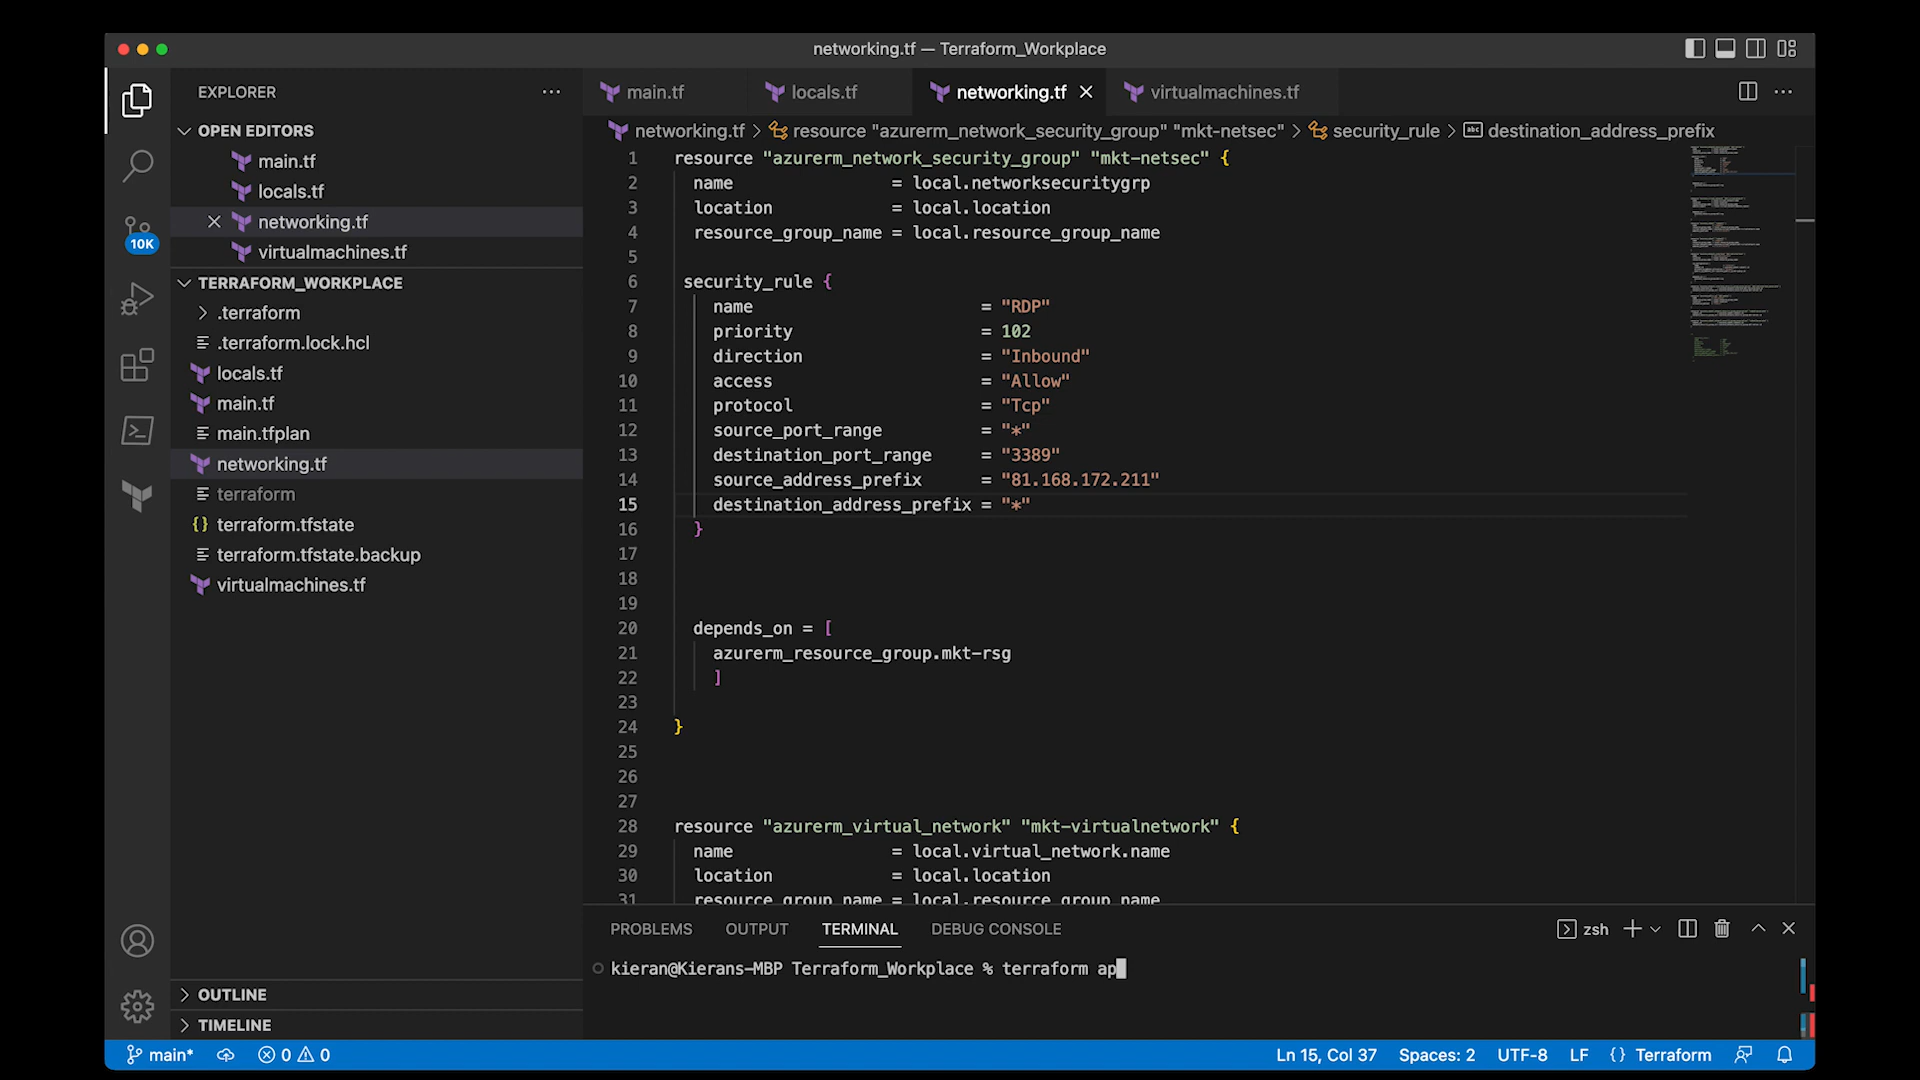 networking.tf — Terraform_Workplace
EXPLORER
OPEN EDITORS
main.tf
locals.tf
networking.tf
virtualmachines.tf
10K
TERRAFORM_WORKPLACE
.terraform
.terraform.lock.hcl
locals.tf
main.tf
main.tfplan
networking.tf
terraform
terraform.tfstate
terraform.tfstate.backup
virtualmachines.tf
OUTLINE
TIMELINE
main.tf locals.tf networking.tf virtualmachines.tf
networking.tf > resource "azurerm_network_security_group" "mkt-netsec" > security_rule > destination_address_prefix
1 resource "azurerm_network_security_group" "mkt-netsec" {
2 name = local.networksecuritygrp
3 location = local.location
4 resource_group_name = local.resource_group_name
5
6 security_rule {
7 name = "RDP"
8 priority = 102
9 direction = "Inbound"
10 access = "Allow"
11 protocol = "Tcp"
12 source_port_range = "*"
13 destination_port_range = "3389"
14 source_address_prefix = "81.168.172.211"
15 destination_address_prefix = "*"
16 }
17
18
19
20 depends_on = [
21 azurerm_resource_group.mkt-rsg
22 ]
23
24 }
25
26
27
28 resource "azurerm_virtual_network" "mkt-virtualnetwork" {
29 name = local.virtual_network.name
30 location = local.location
31 resource_group_name = local.resource_group_name
PROBLEMS OUTPUT TERMINAL DEBUG CONSOLE
zsh
kieran@Kierans-MBP Terraform_Workplace % terraform ap
main* 0 0
Ln 15, Col 37 Spaces: 2 UTF-8 LF {} Terraform